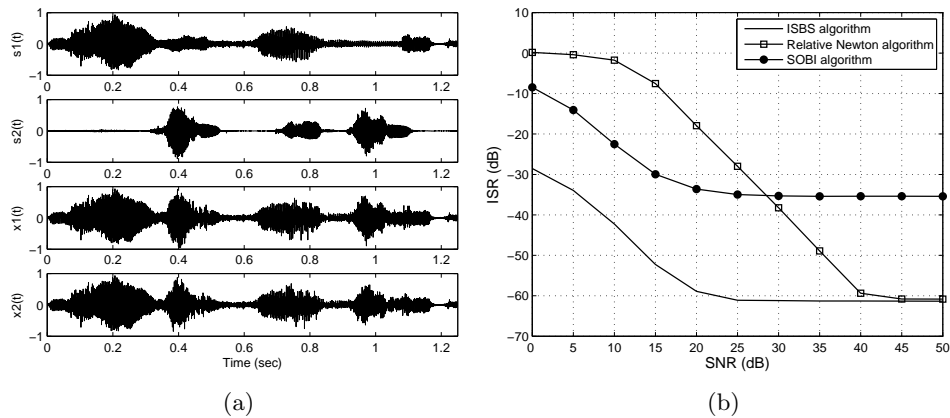 1
0
−1
s1(t)
0 0.2 0.4 0.6 0.8 1 1.2
1
0
−1
s2(t)
0 0.2 0.4 0.6 0.8 1 1.2
1
0
−1
x1(t)
0 0.2 0.4 0.6 0.8 1 1.2
1
0
−1
x2(t)
0 0.2 0.4 0.6 0.8 1 1.2
Time (sec)
(a)
10
0
−10
−20
−30
−40
−50
−60
−70
ISR (dB)
ISBS algorithm
Relative Newton algorithm
SOBI algorithm
0 5 10 15 20 25 30 35 40 45 50
SNR (dB)
(b)